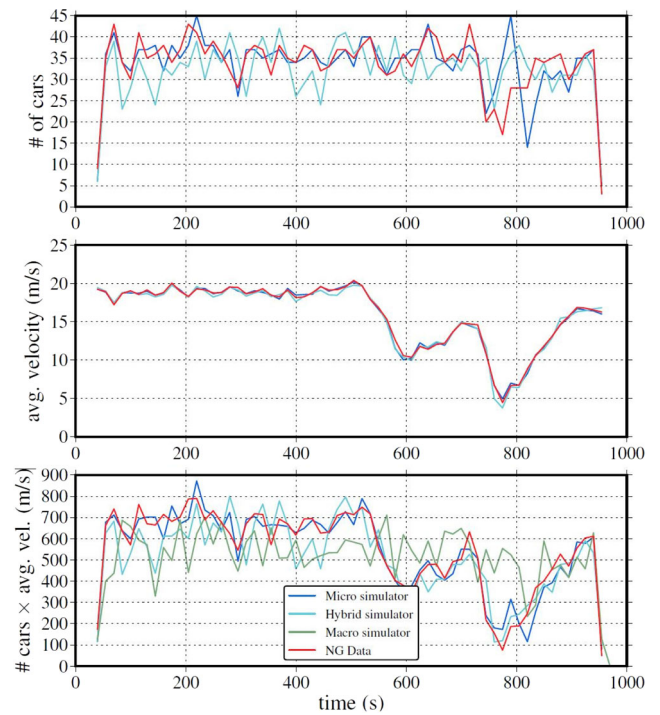 # of cars
45
40
35
30
25
20
15
10
5
0
0 200 400 600 800 1000
avg. velocity (m/s)
25
20
15
10
5
0
0 200 400 600 800 1000
# cars × avg. vel. (m/s)
900
800
700
600
500
400
300
200
100
0
Micro simulator
Hybrid simulator
Macro simulator
NG Data
0 200 400 600 800 1000
time (s)